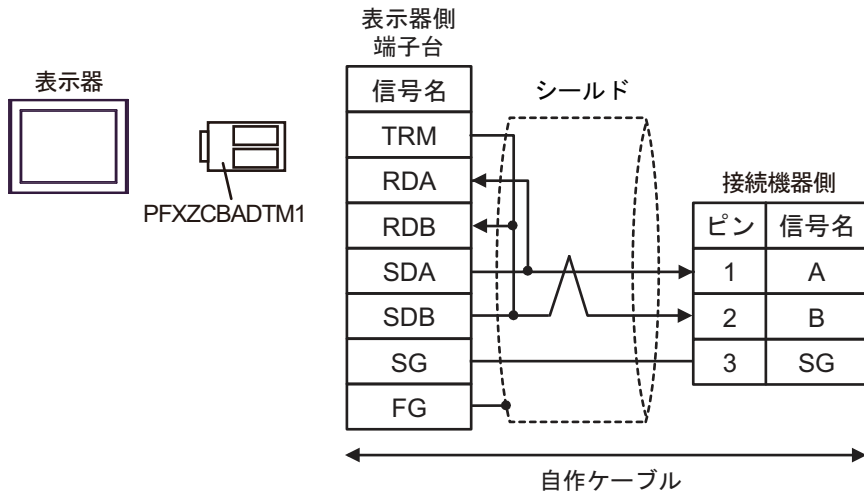 表示器
PFXZCBADTM1
表示器側
端子台
信号名
TRM
RDA
RDB
SDA
SDB
SG
FG
シールド
接続機器側
ピン 信号名
1 A
2 B
3 SG
自作ケーブル